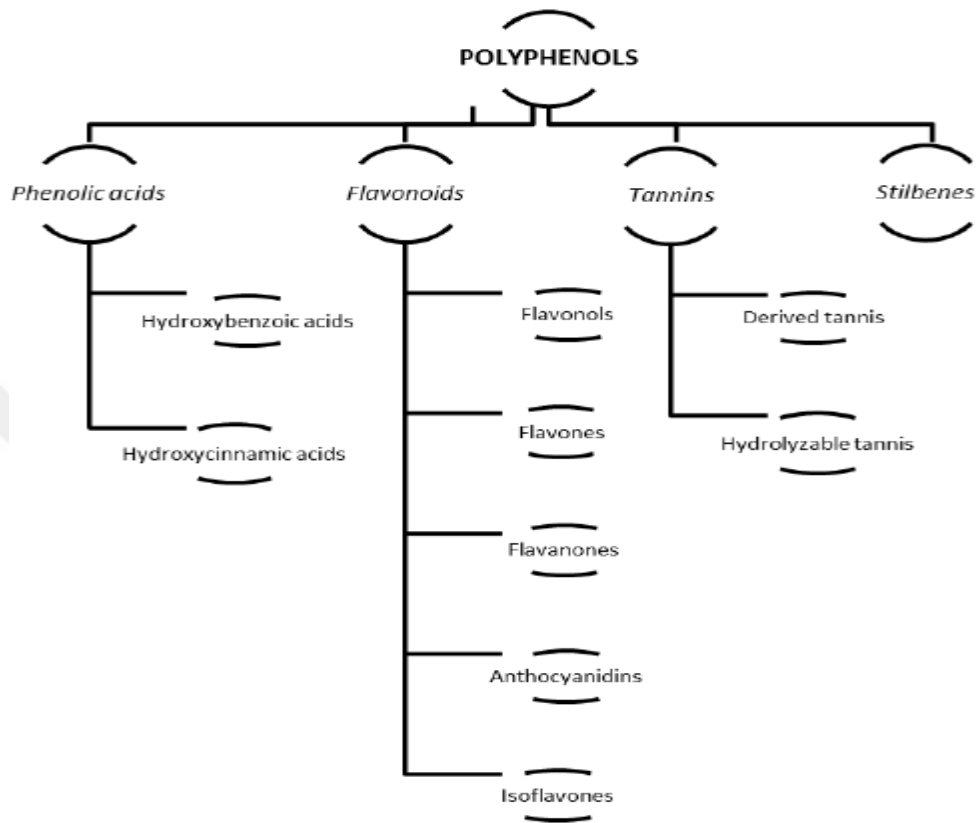 POLYPHENOLS
Phenolic acids
Flavonoids
Tannins
Stilbenes
Hydroxybenzoic acids
Hydroxycinnamic acids
Flavonols
Flavones
Flavanones
Anthocyanidins
Isoflavones
Derived tannis
Hydrolyzable tannis